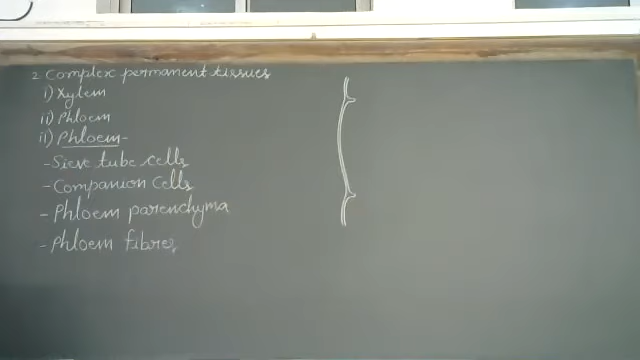 2 Complex permanent tissues
i) Xylem
ii) Phloem
ii) Phloem-
- Sieve tube cells
- Companion Cells
- Phloem parenchyma
- Phloem fibres